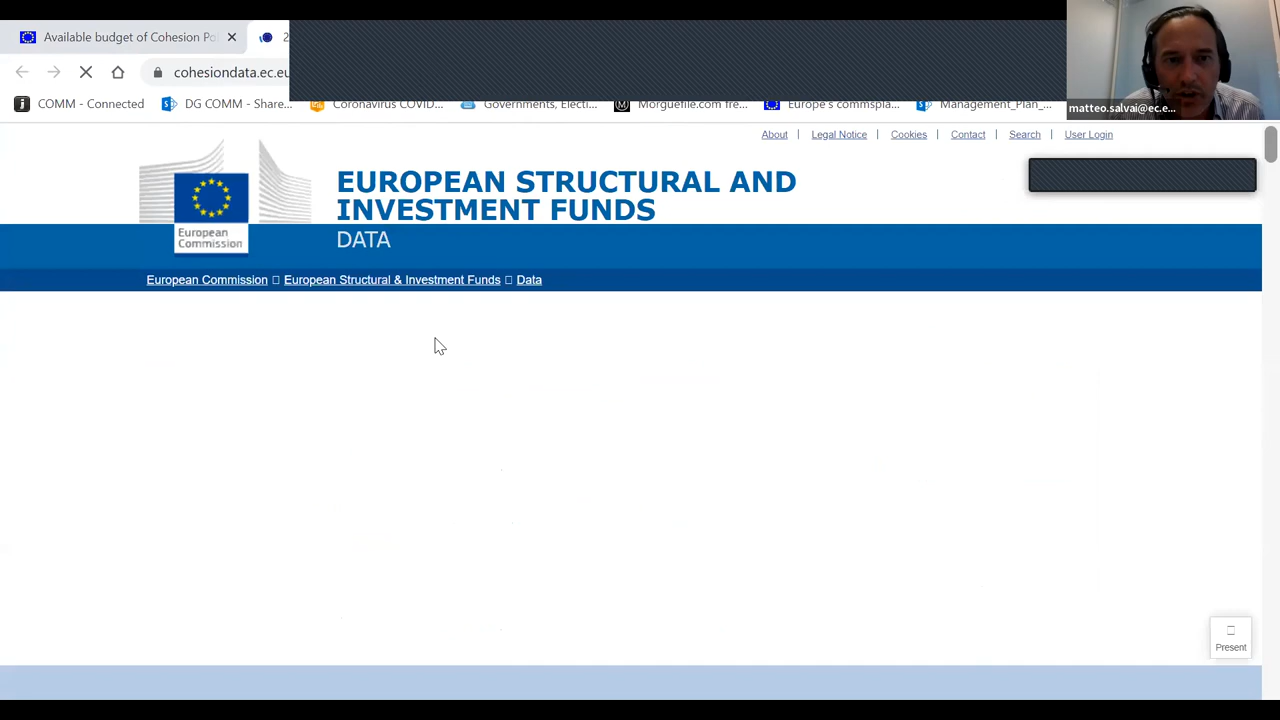 Available budget of Cohesion Po
2
cohesiondata.ec.eu
COMM - Connected
DG COMM - Share...
Coronavirus COVID...
Governments, Electi...
Morguefile.com fre...
Europe's commspla...
Management_Plan_...
matteo.salvai@ec.e...
About
Legal Notice
Cookies
Contact
Search
User Login
EUROPEAN STRUCTURAL AND
INVESTMENT FUNDS
DATA
European
Commission
European Commission European Structural & Investment Funds Data
Present